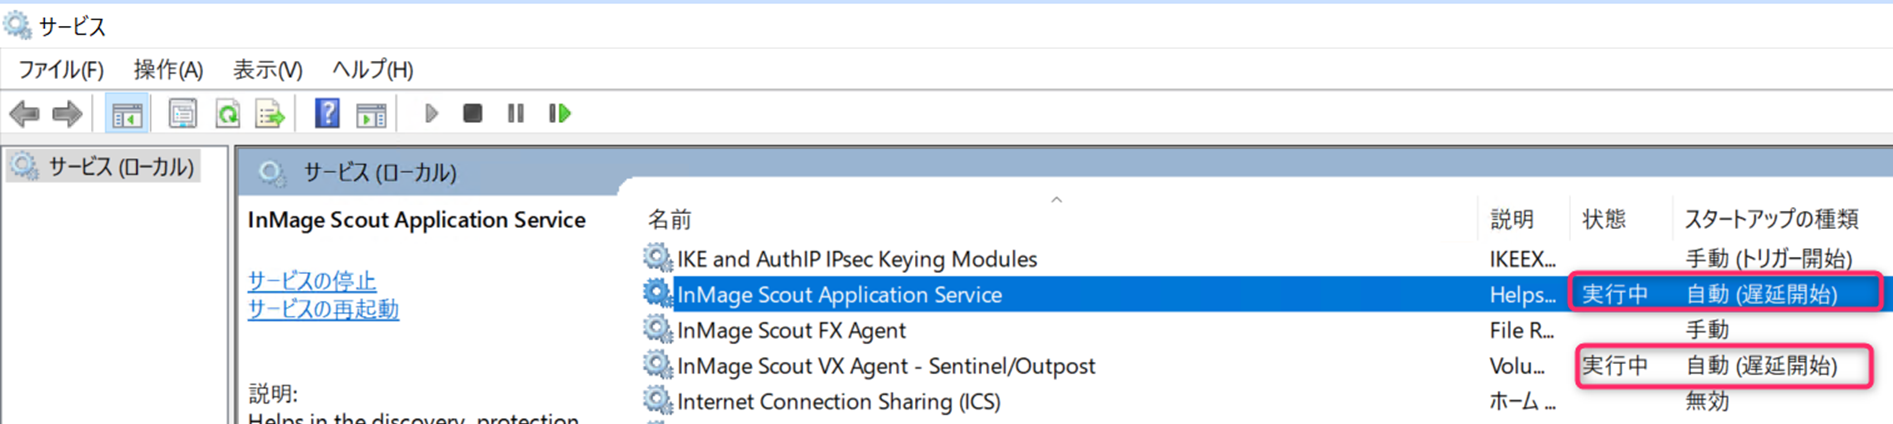 サービス
ファイル(F) 操作(A) 表示(V) ヘルプ(H)
サービス (ローカル)
サービス (ローカル)
InMage Scout Application Service
サービスの停止
サービスの再起動
説明:
Helps in the discovery, protection
名前 説明 状態 スタートアップの種類
IKE and AuthIP IPsec Keying Modules IKEEX... 手動 (トリガー開始)
InMage Scout Application Service Helps... 実行中 自動 (遅延開始)
InMage Scout FX Agent File R... 手動
InMage Scout VX Agent - Sentinel/Outpost Volu... 実行中 自動 (遅延開始)
Internet Connection Sharing (ICS) ホーム ... 無効